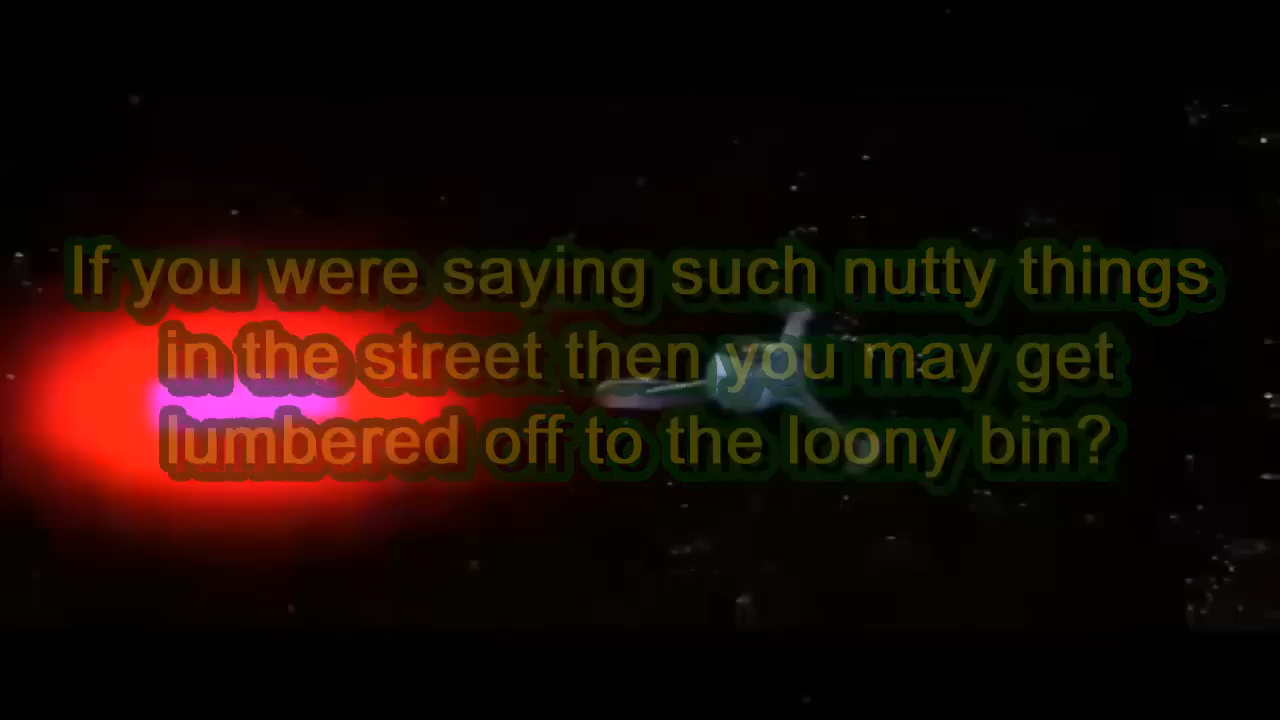 If you were saying such nutty things
in the street then you may get
lumbered off to the loony bin?